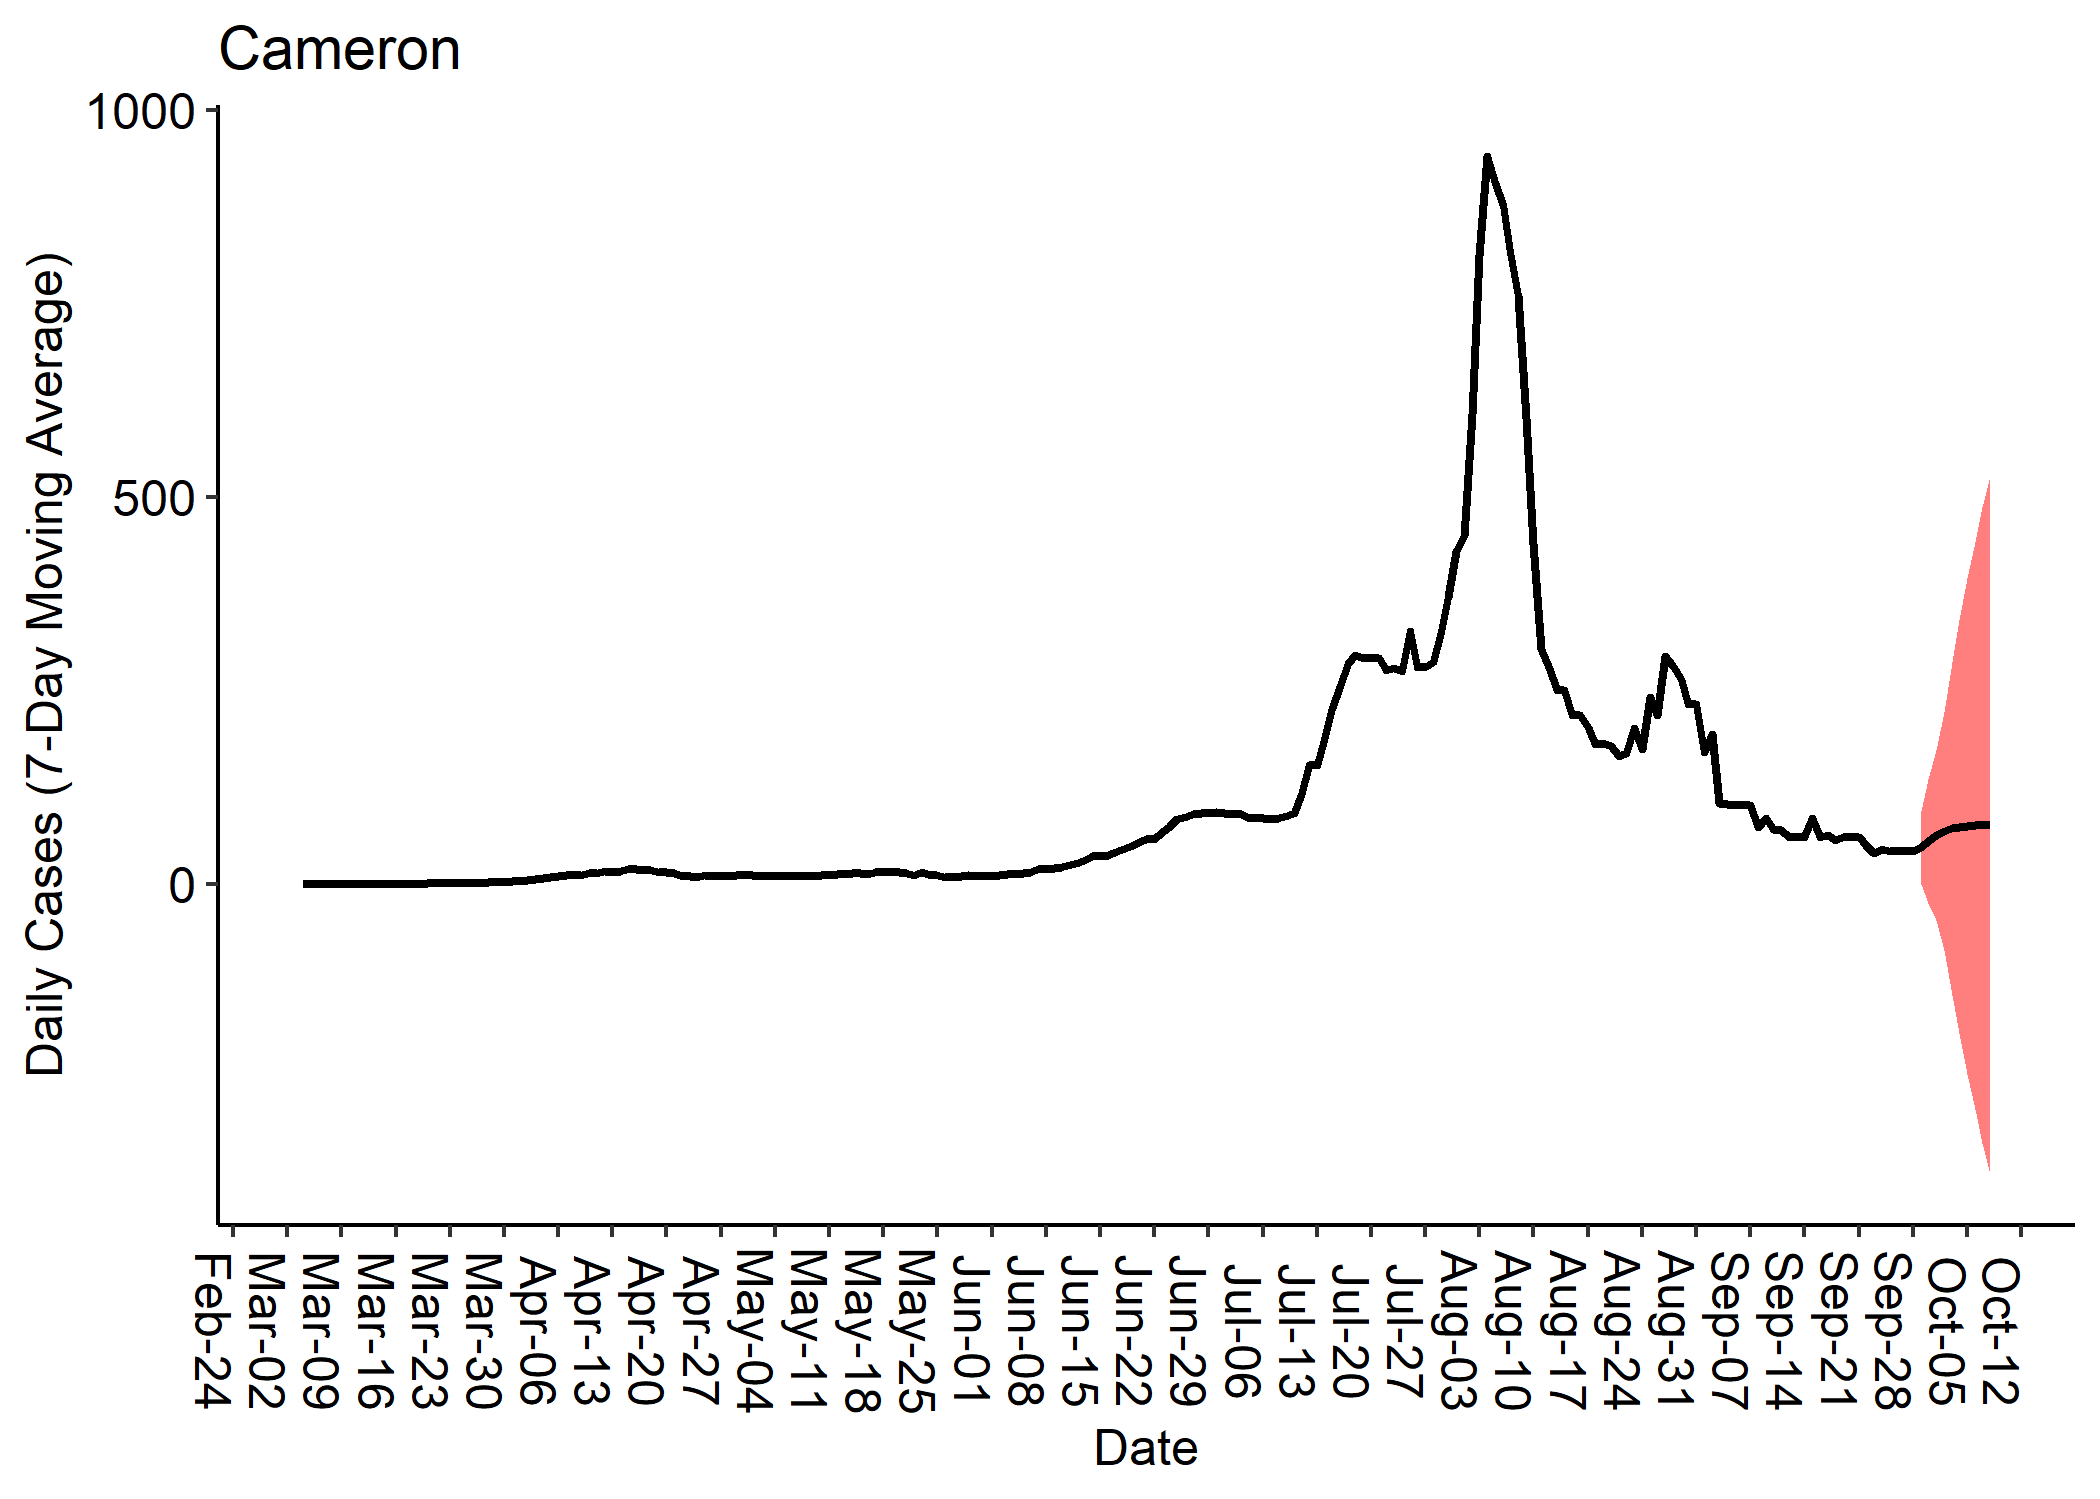 Cameron
1000
500
0
Daily Cases (7-Day Moving Average)
Feb-24
Mar-02
Mar-09
Mar-16
Mar-23
Mar-30
Apr-06
Apr-13
Apr-20
Apr-27
May-04
May-11
May-18
May-25
Jun-01
Jun-08
Jun-15
Jun-22
Jun-29
Jul-06
Jul-13
Jul-20
Jul-27
Aug-03
Aug-10
Aug-17
Aug-24
Aug-31
Sep-07
Sep-14
Sep-21
Sep-28
Oct-05
Oct-12
Date